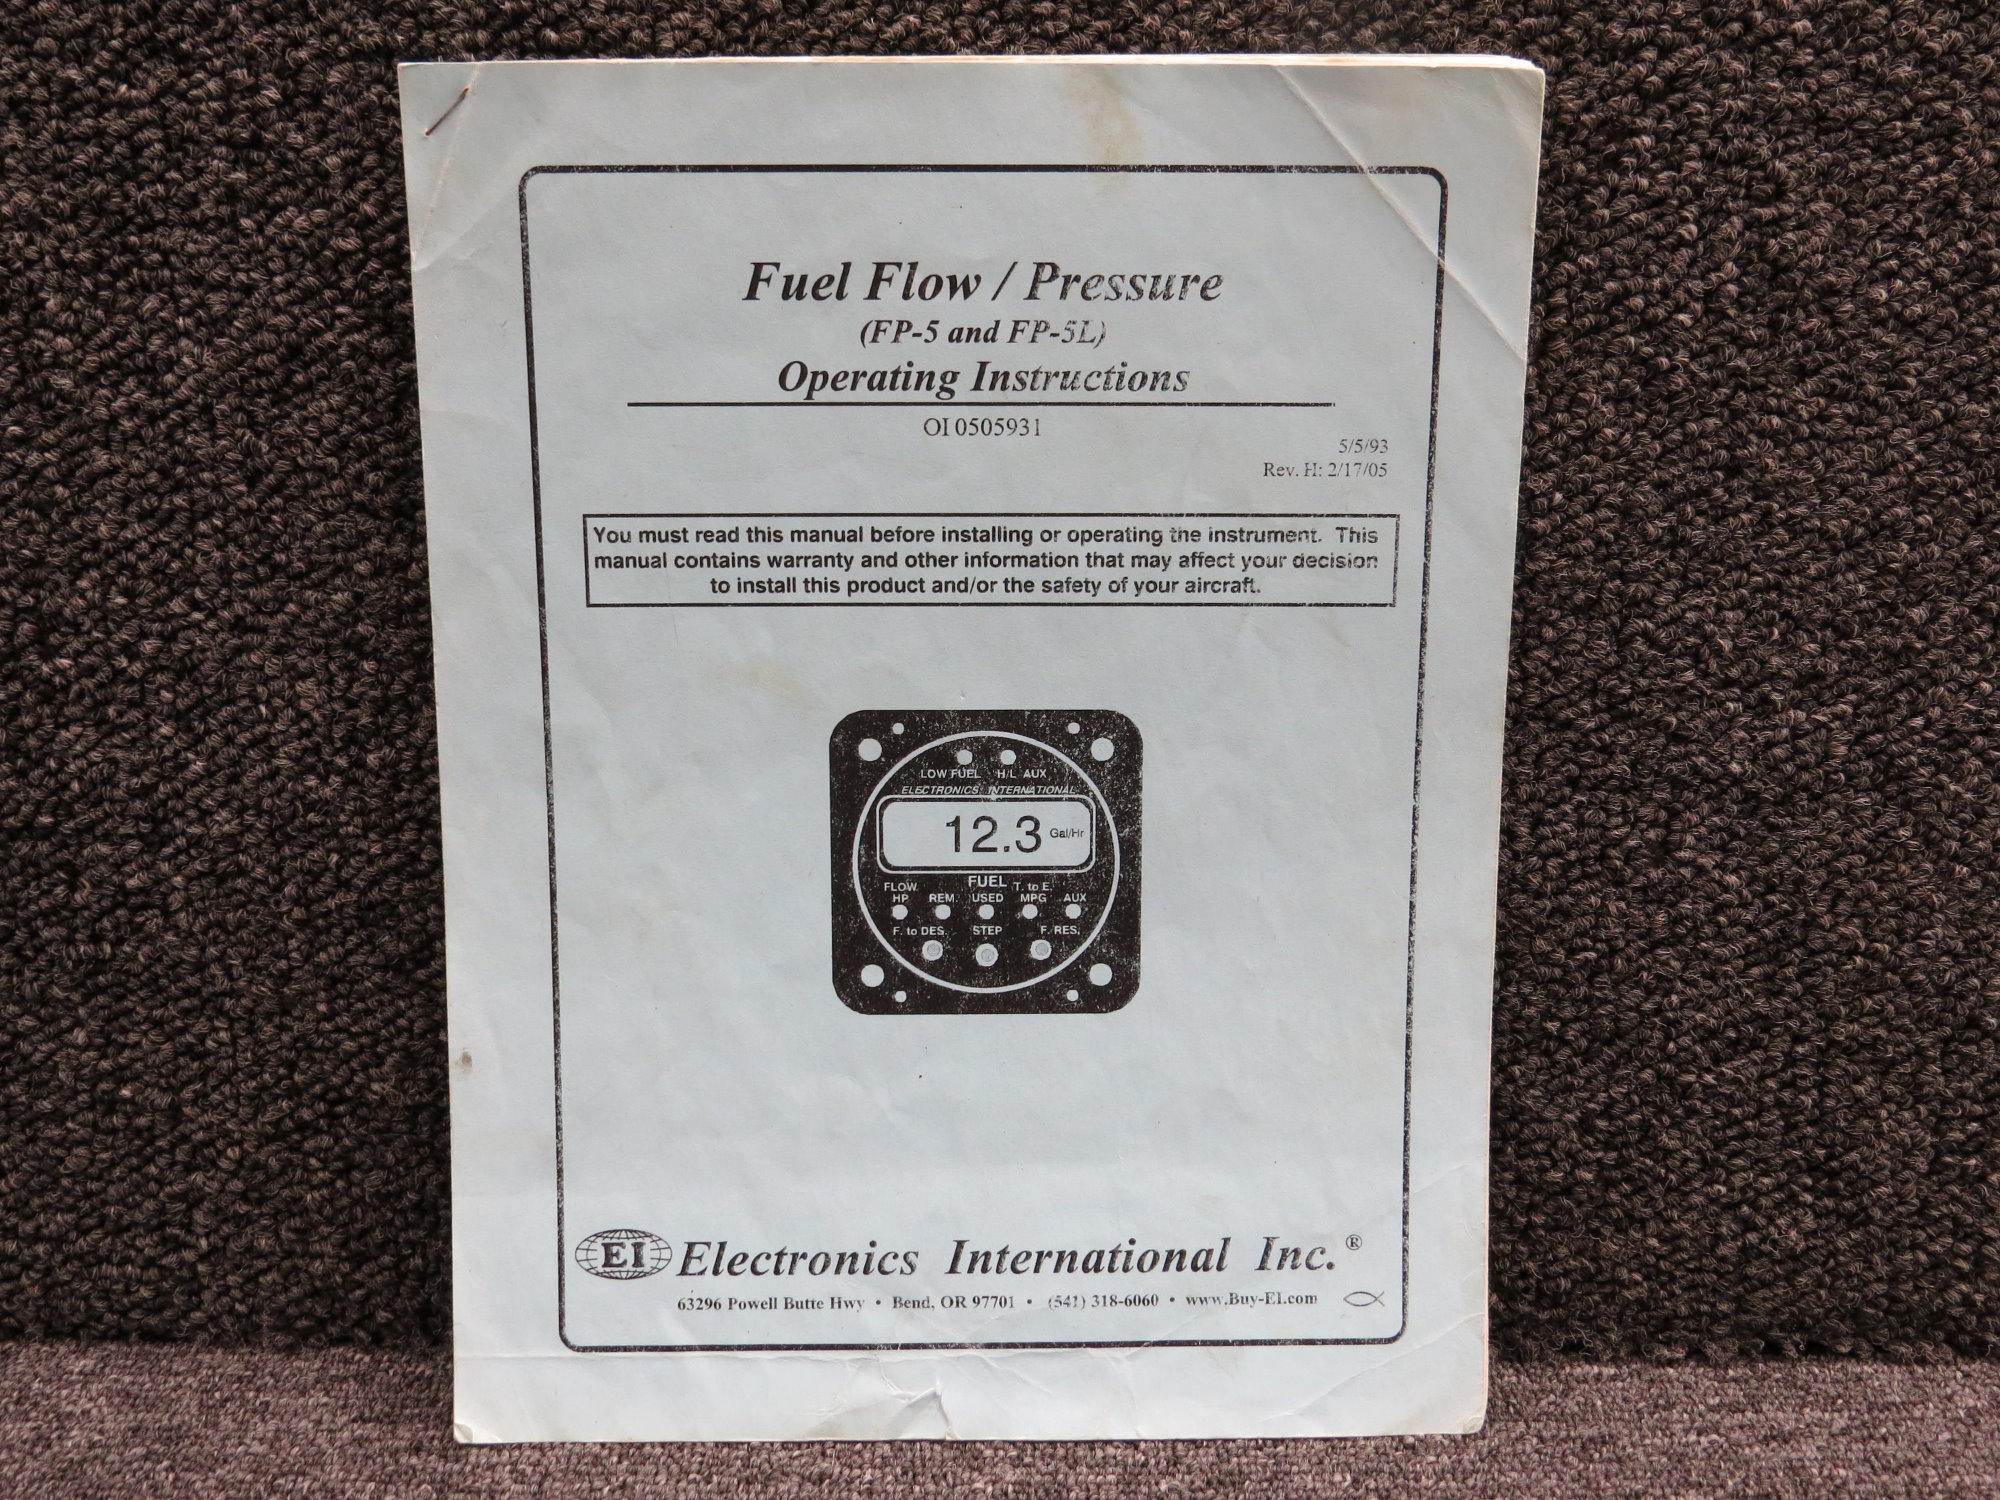 Fuel Flow / Pressure
(FP-5 and FP-5L)
Operating Instructions
OI 0505931
5/5/93
Rev. H: 2/17/05
You must read this manual before installing or operating the instrument. This
manual contains warranty and other information that may affect your decision
to install this product and/or the safety of your aircraft.
LOW FUEL H/L AUX
ELECTRONICS INTERNATIONAL
12.3 Gal/Hr
FUEL
FLOW T. to E.
HP REM. USED MPG AUX
F. to DES. STEP F. RES.
EI Electronics International Inc.®
63296 Powell Butte Hwy • Bend, OR 97701 • (541) 318-6060 • www.Buy-EI.com